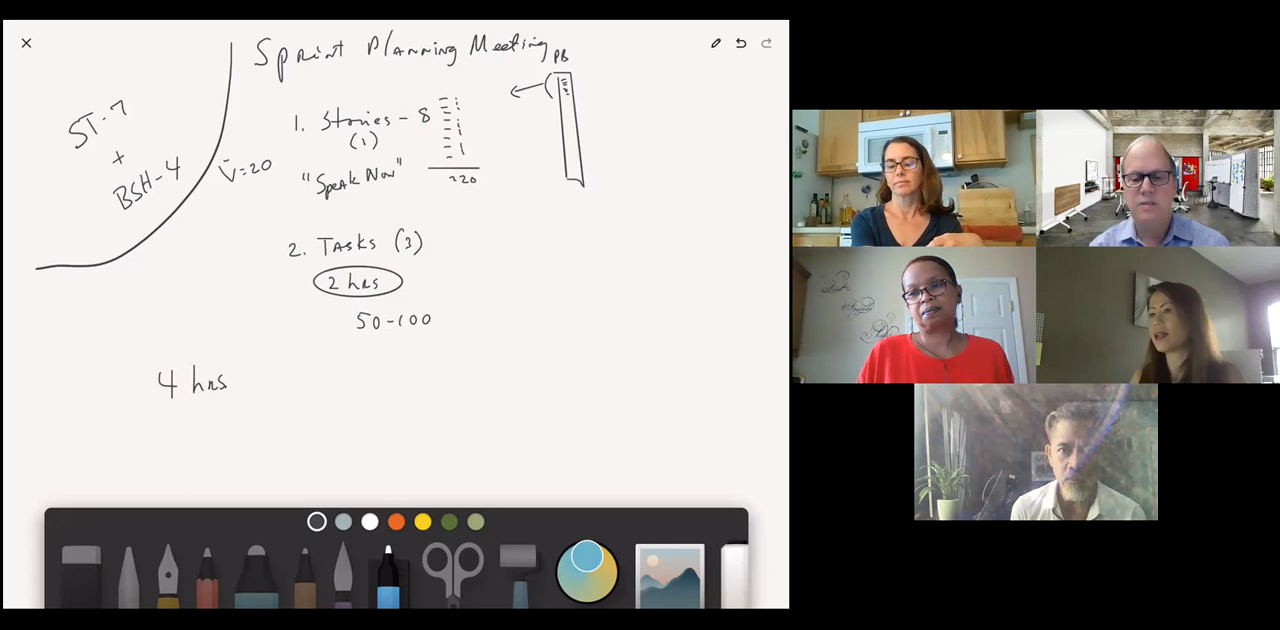 Sprint Planning Meeting
PB
ST-7
+
BSH-4
V=20
1. Stories - 8
(1)
"Speak Now"
~20
2. Tasks (3)
2 hrs
50-100
4 hrs